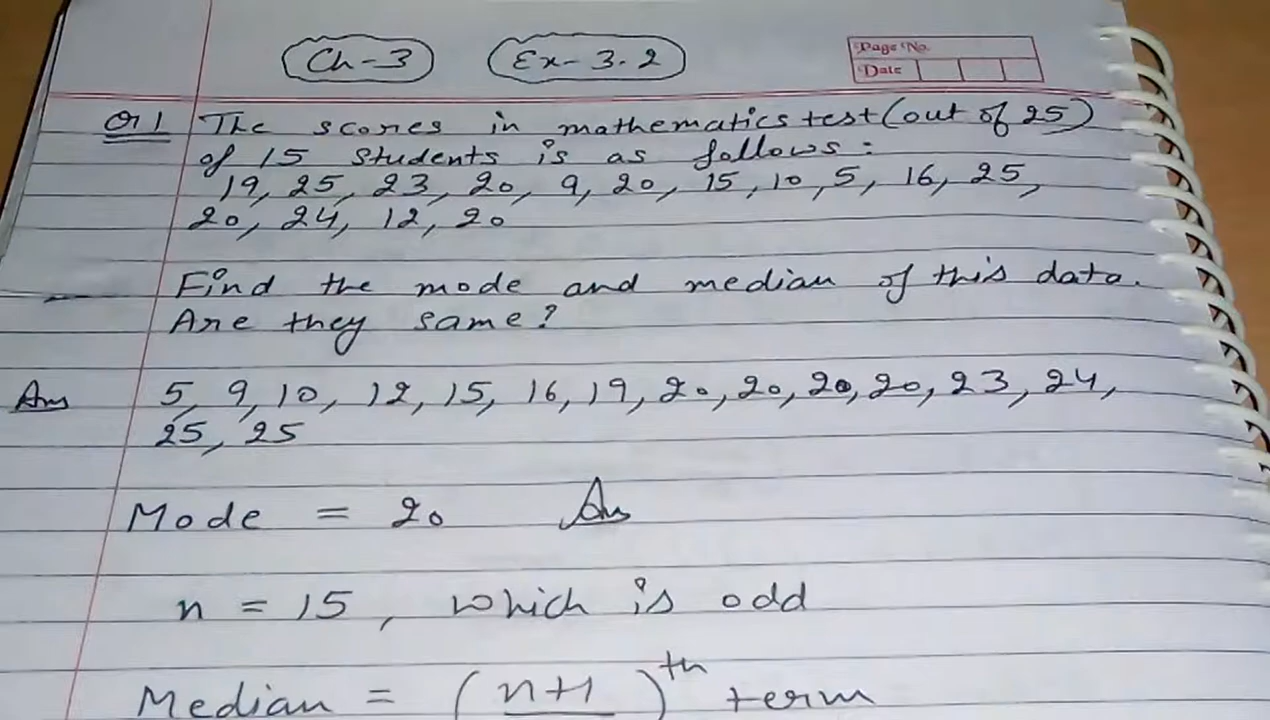 Ch-3 Ex-3.2
Page No.
Date
Q1 The scores in mathematics test (out of 25)
of 15 students is as follows:
19, 25, 23, 20, 9, 20, 15, 10, 5, 16, 25,
20, 24, 12, 20
Find the mode and median of this data.
Are they same?
Ans 5, 9, 10, 12, 15, 16, 19, 20, 20, 20, 20, 23, 24,
25, 25
Mode = 20 Ans
n = 15, which is odd
Median = (n+1)th term